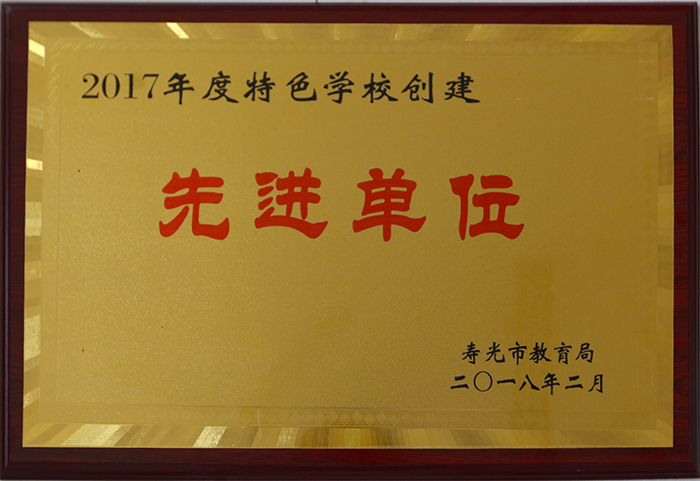 2017年度特色学校创建
先进单位
寿光市教育局
二〇一八年二月